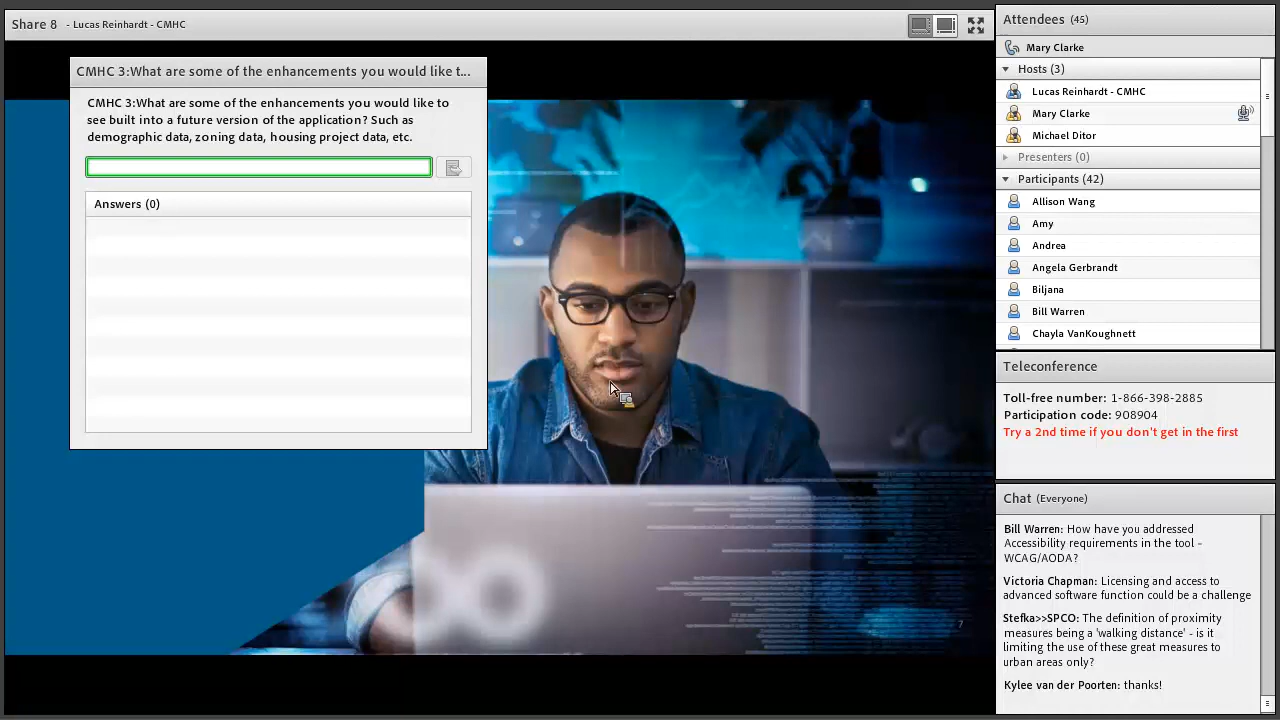 Share 8 - Lucas Reinhardt - CMHC
CMHC 3:What are some of the enhancements you would like t...
CMHC 3:What are some of the enhancements you would like to
see built into a future version of the application? Such as
demographic data, zoning data, housing project data, etc.
Answers (0)
7
Attendees (45)
Mary Clarke
Hosts (3)
Lucas Reinhardt - CMHC
Mary Clarke
Michael Ditor
Presenters (0)
Participants (42)
Allison Wang
Amy
Andrea
Angela Gerbrandt
Biljana
Bill Warren
Chayla VanKoughnett
Teleconference
Toll-free number: 1-866-398-2885
Participation code: 908904
Try a 2nd time if you don't get in the first
Chat (Everyone)
Bill Warren: How have you addressed
Accessibility requirements in the tool -
WCAG?
Victoria Chapman: Limited access to
advanced software/function could be a challenge
Steph->SPCO: The definition of proximity
measures using walking distance - is it
limiting the use of these great measures to
urban areas only?
Kylee van der Poorten: thanks!